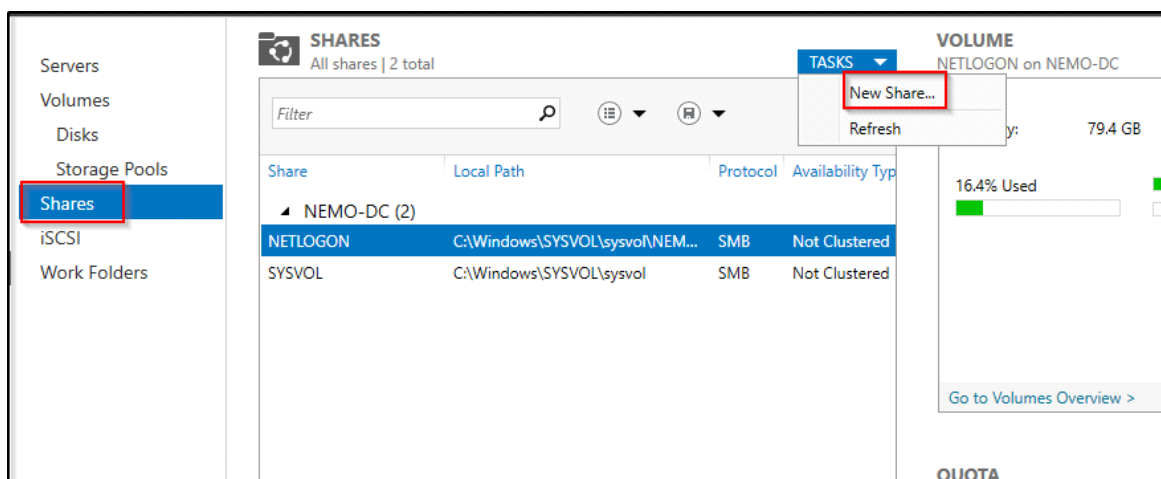 Servers
Volumes
Disks
Storage Pools
Shares
iSCSI
Work Folders
SHARES
All shares | 2 total
TASKS
New Share...
Refresh
Filter
Share Local Path Protocol Availability Typ
NEMO-DC (2)
NETLOGON C:\Windows\SYSVOL\sysvol\NEM... SMB Not Clustered
SYSVOL C:\Windows\SYSVOL\sysvol SMB Not Clustered
VOLUME
NETLOGON on NEMO-DC
y: 79.4 GB
16.4% Used
Go to Volumes Overview >
QUOTA